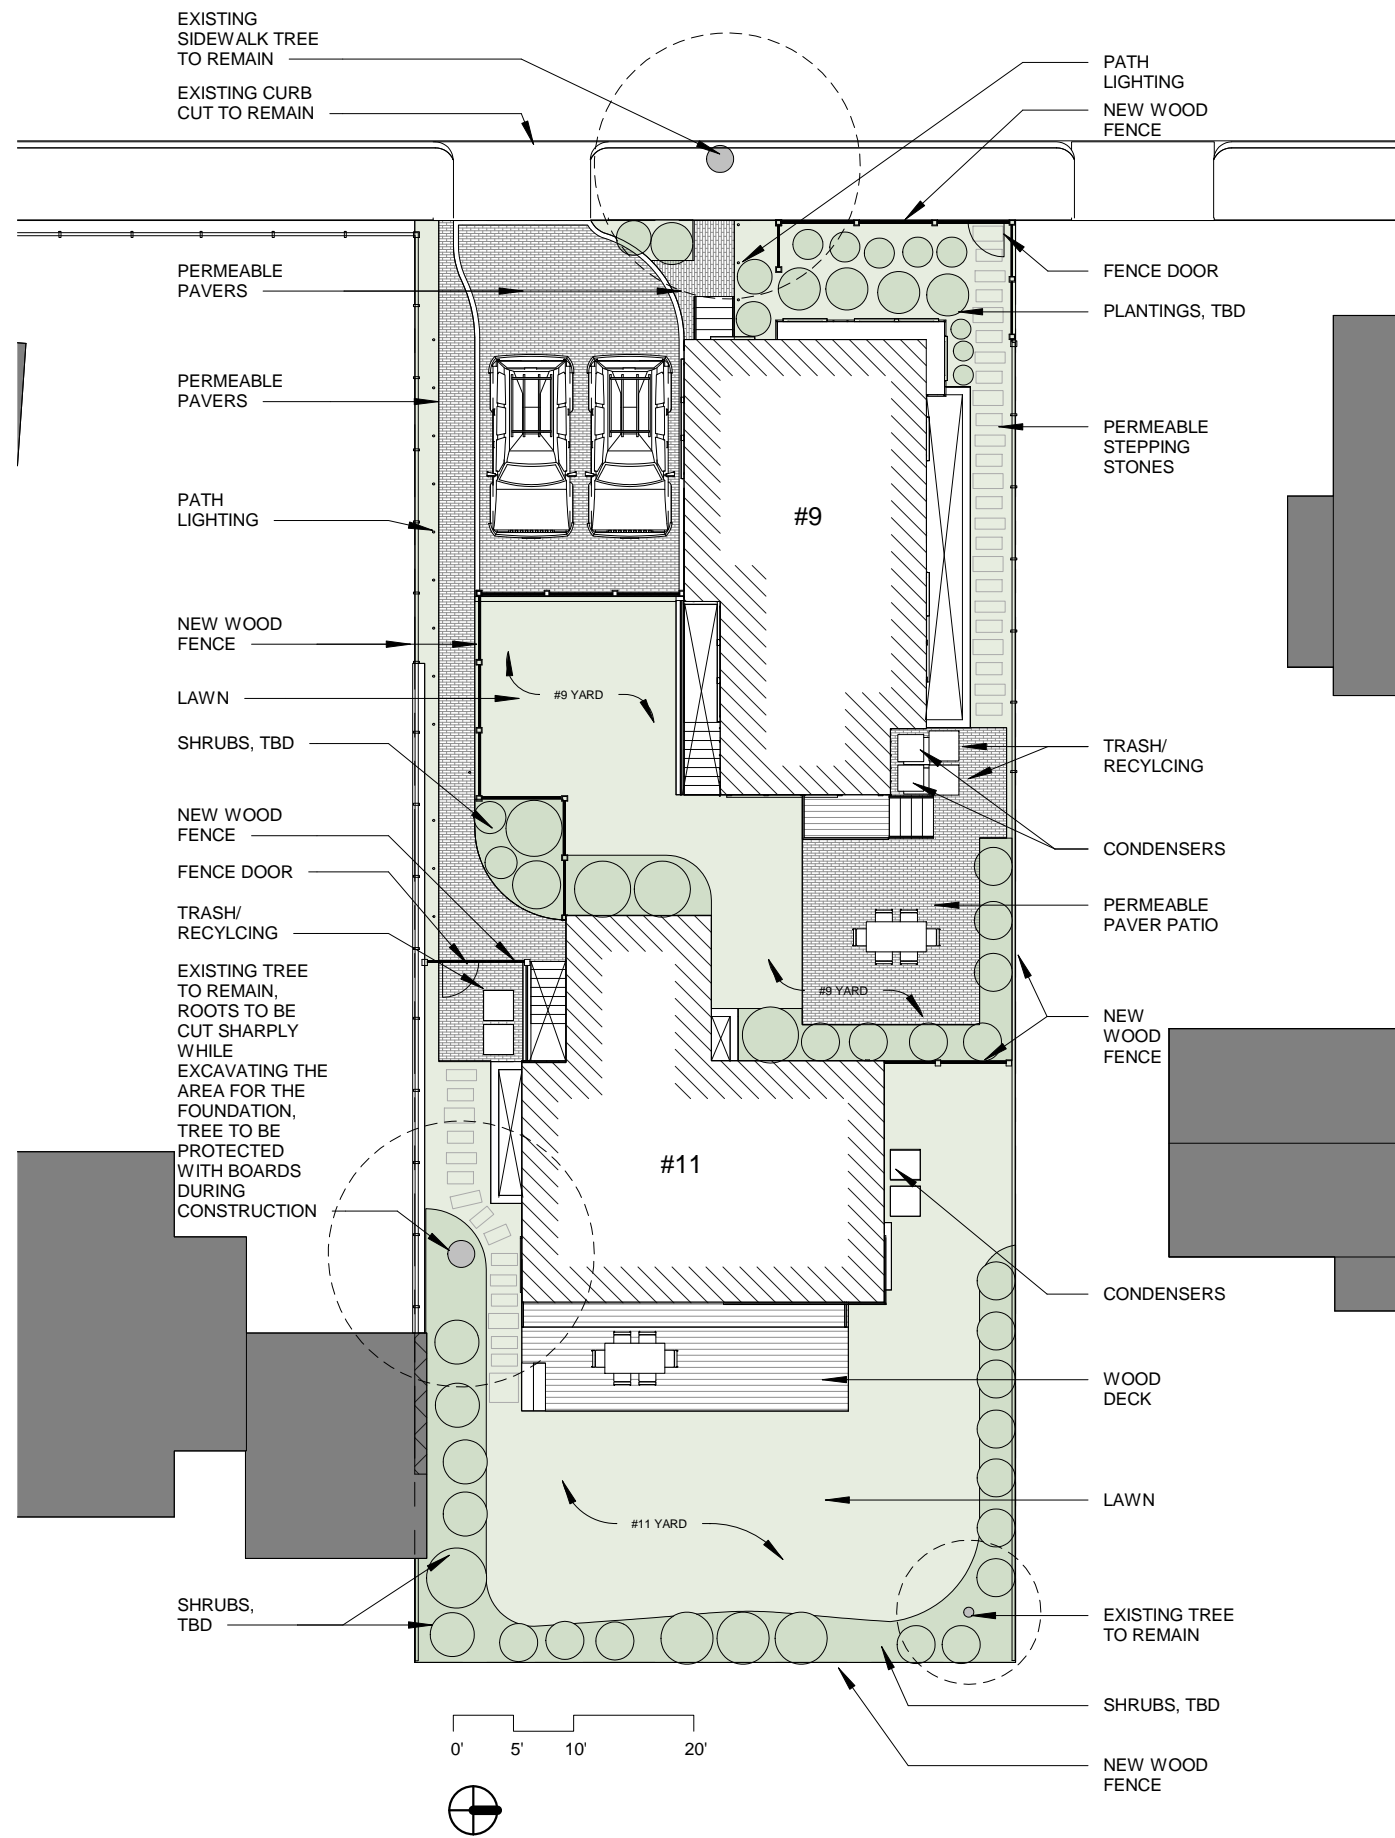 EXISTING
SIDEWALK TREE
TO REMAIN
EXISTING CURB
CUT TO REMAIN
PATH
LIGHTING
NEW WOOD
FENCE
PERMEABLE
PAVERS
FENCE DOOR
PLANTINGS, TBD
PERMEABLE
PAVERS
PERMEABLE
STEPPING
STONES
PATH
LIGHTING
#9
NEW WOOD
FENCE
LAWN
#9 YARD
SHRUBS, TBD
TRASH/
RECYLCING
NEW WOOD
FENCE
CONDENSERS
FENCE DOOR
TRASH/
RECYLCING
PERMEABLE
PAVER PATIO
EXISTING TREE
TO REMAIN,
ROOTS TO BE
CUT SHARPLY
WHILE
EXCAVATING THE
AREA FOR THE
FOUNDATION,
TREE TO BE
PROTECTED
WITH BOARDS
DURING
CONSTRUCTION
#9 YARD
NEW
WOOD
FENCE
#11
CONDENSERS
WOOD
DECK
LAWN
#11 YARD
SHRUBS,
TBD
EXISTING TREE
TO REMAIN
SHRUBS, TBD
NEW WOOD
FENCE
0' 5' 10' 20'